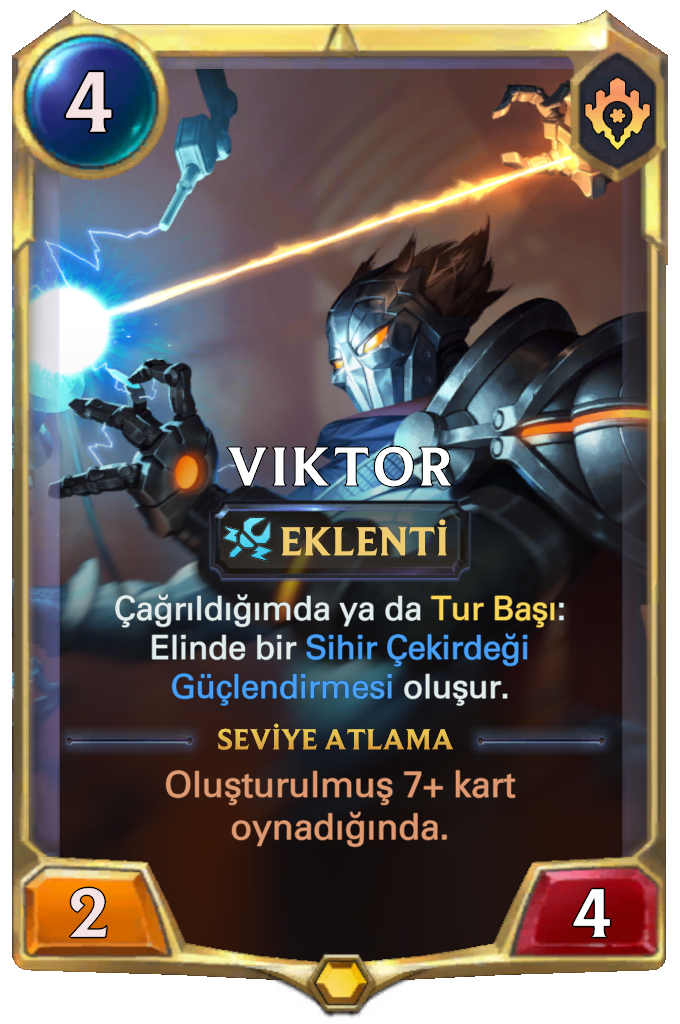 4
VIKTOR
EKLENTİ
Çağrıldığımda ya da Tur Başı:
Elinde bir Sihir Çekirdeği
Güçlendirmesi oluşur.
SEVİYE ATLAMA
Oluşturulmuş 7+ kart
oynadığında.
2
4